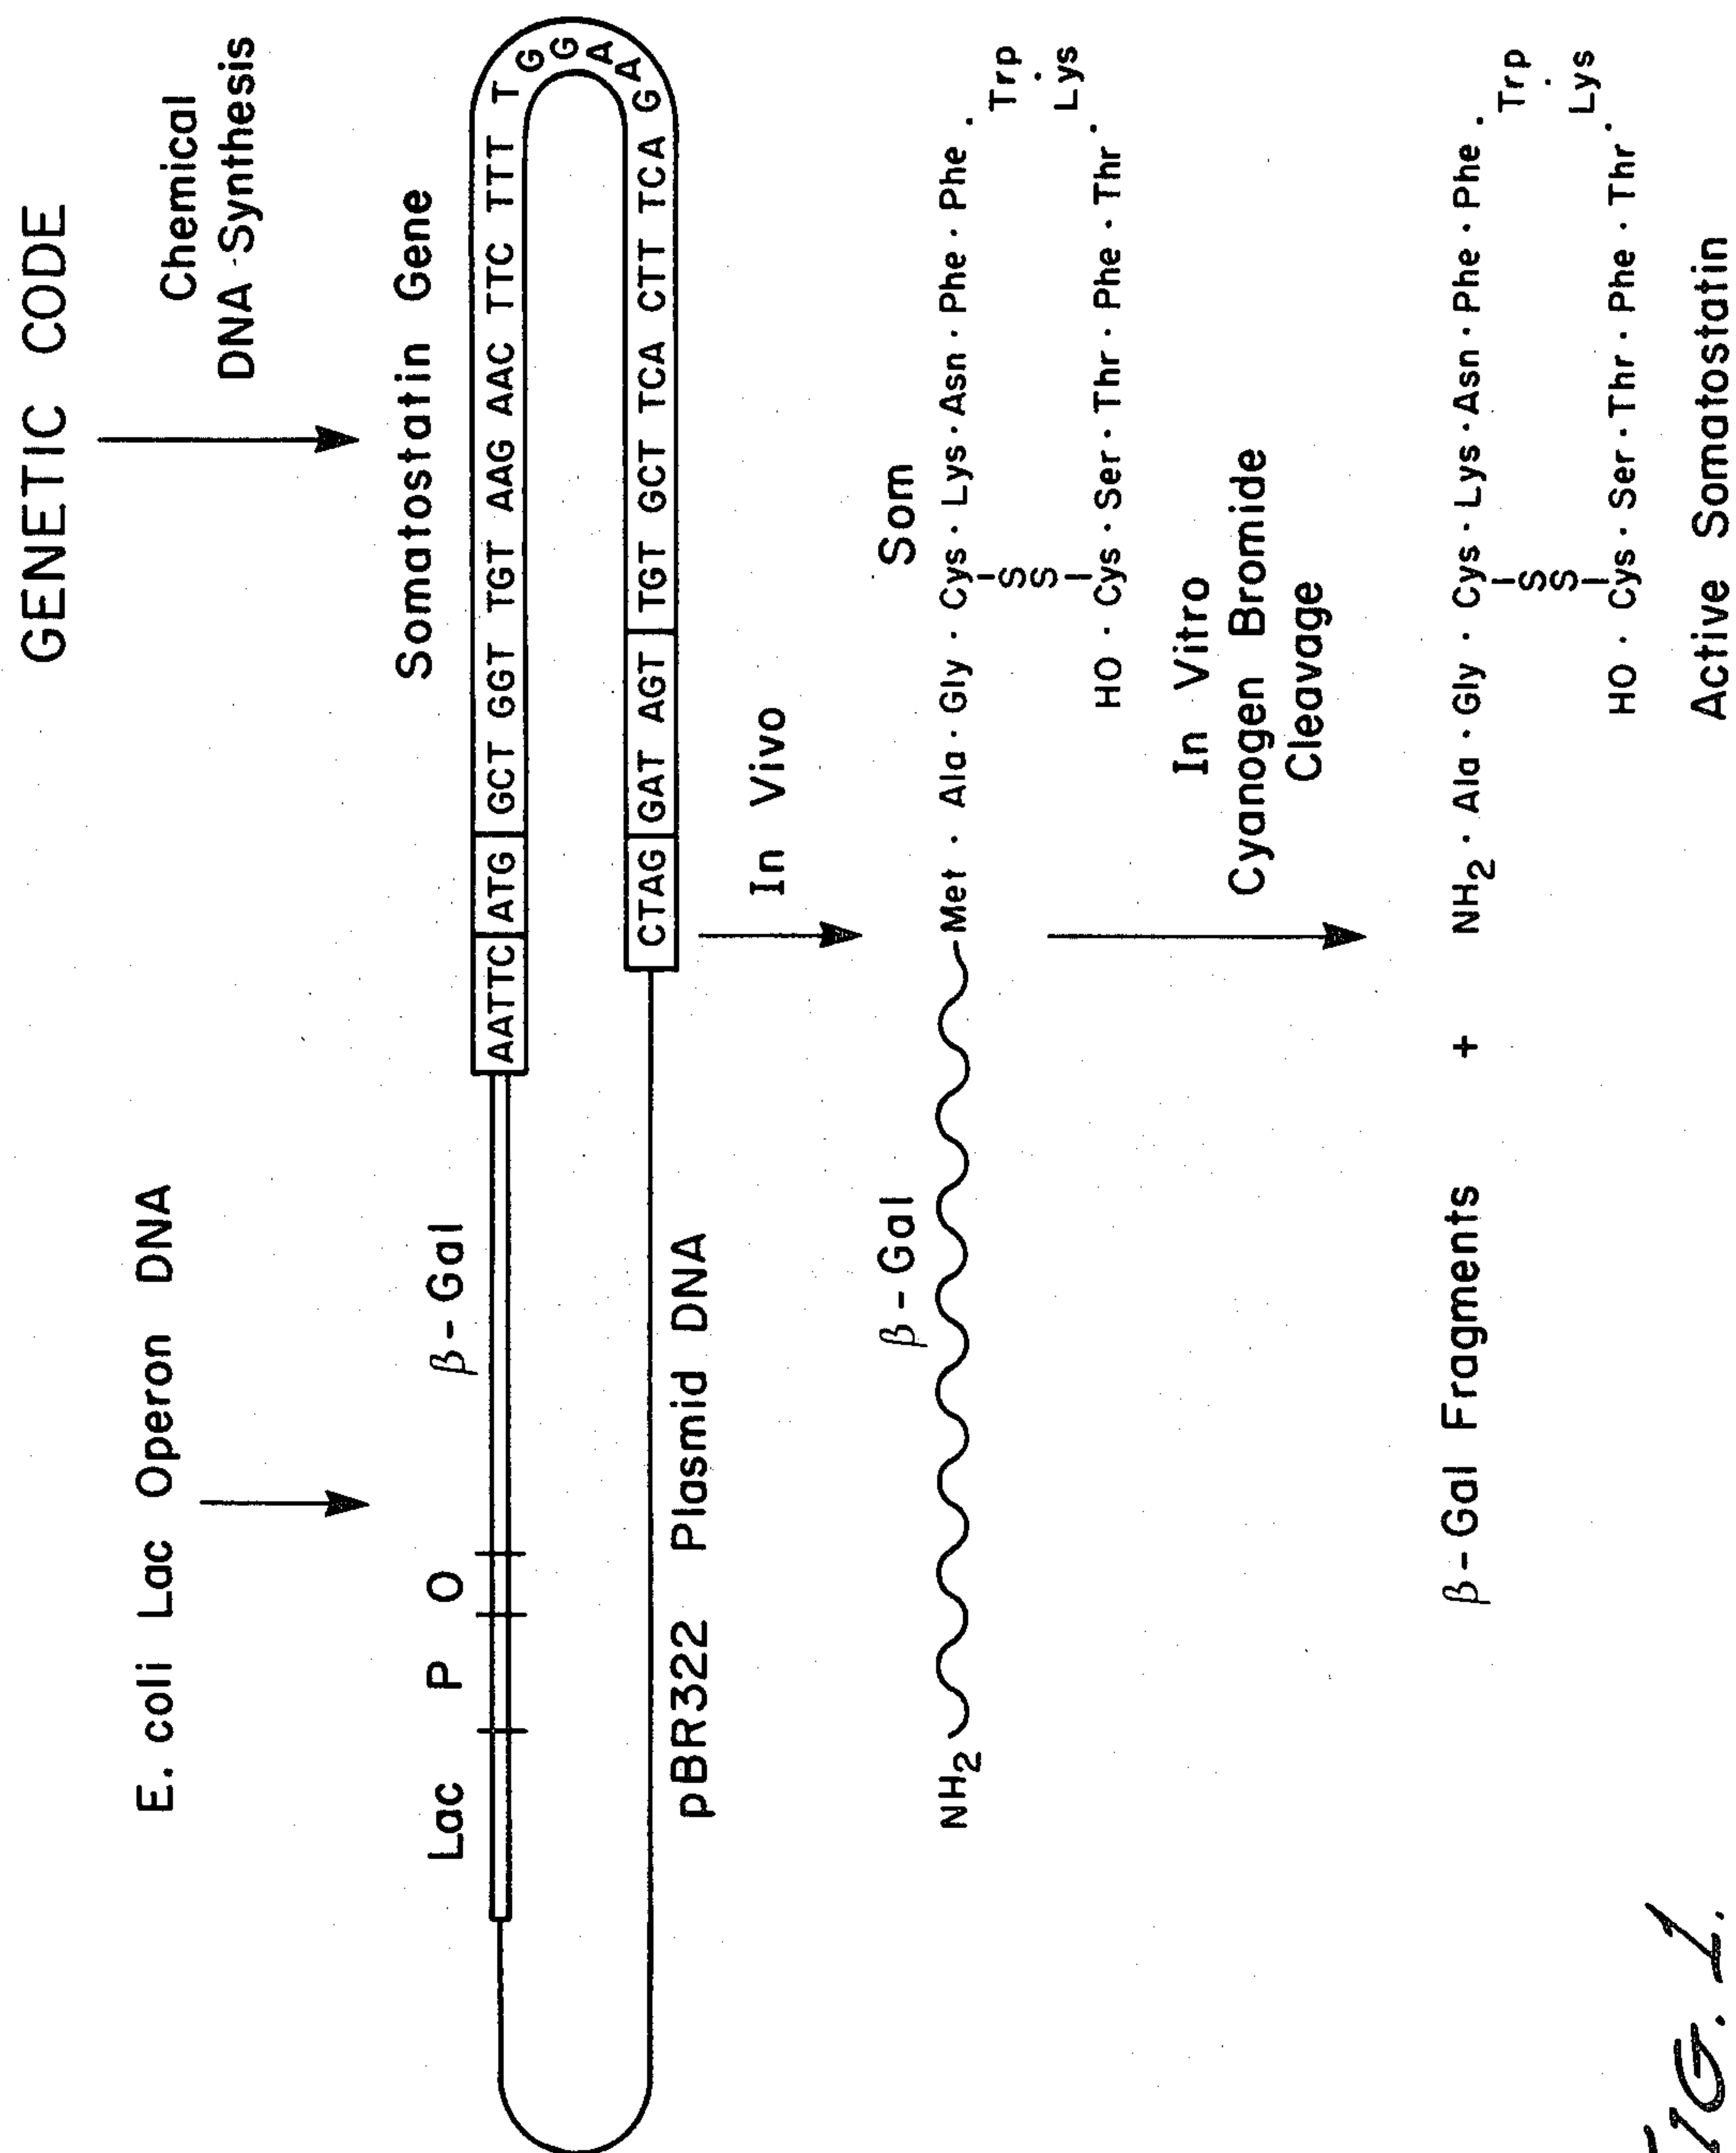 GENETIC CODE
E. coli Lac Operon DNA
Chemical
DNA Synthesis
Somatostatin Gene
Lac P O β-Gal
AATTC ATG GCT GGT TGT AAG AAC TTC TTT T
G
G
A
A
G
CTAG GAT AGT TGT GCT TCA CTT TCA
pBR322 Plasmid DNA
In Vivo
β-Gal
Som
NH2 Met · Ala · Gly · Cys · Lys · Asn · Phe · Phe ·
Trp
S
S
Lys
HO · Cys · Ser · Thr · Phe · Thr ·
In Vitro
Cyanogen Bromide
Cleavage
β-Gal Fragments + NH2 · Ala · Gly · Cys · Lys · Asn · Phe · Phe ·
Trp
S
S
Lys
HO · Cys · Ser · Thr · Phe · Thr ·
Active Somatostatin
FIG. 1.